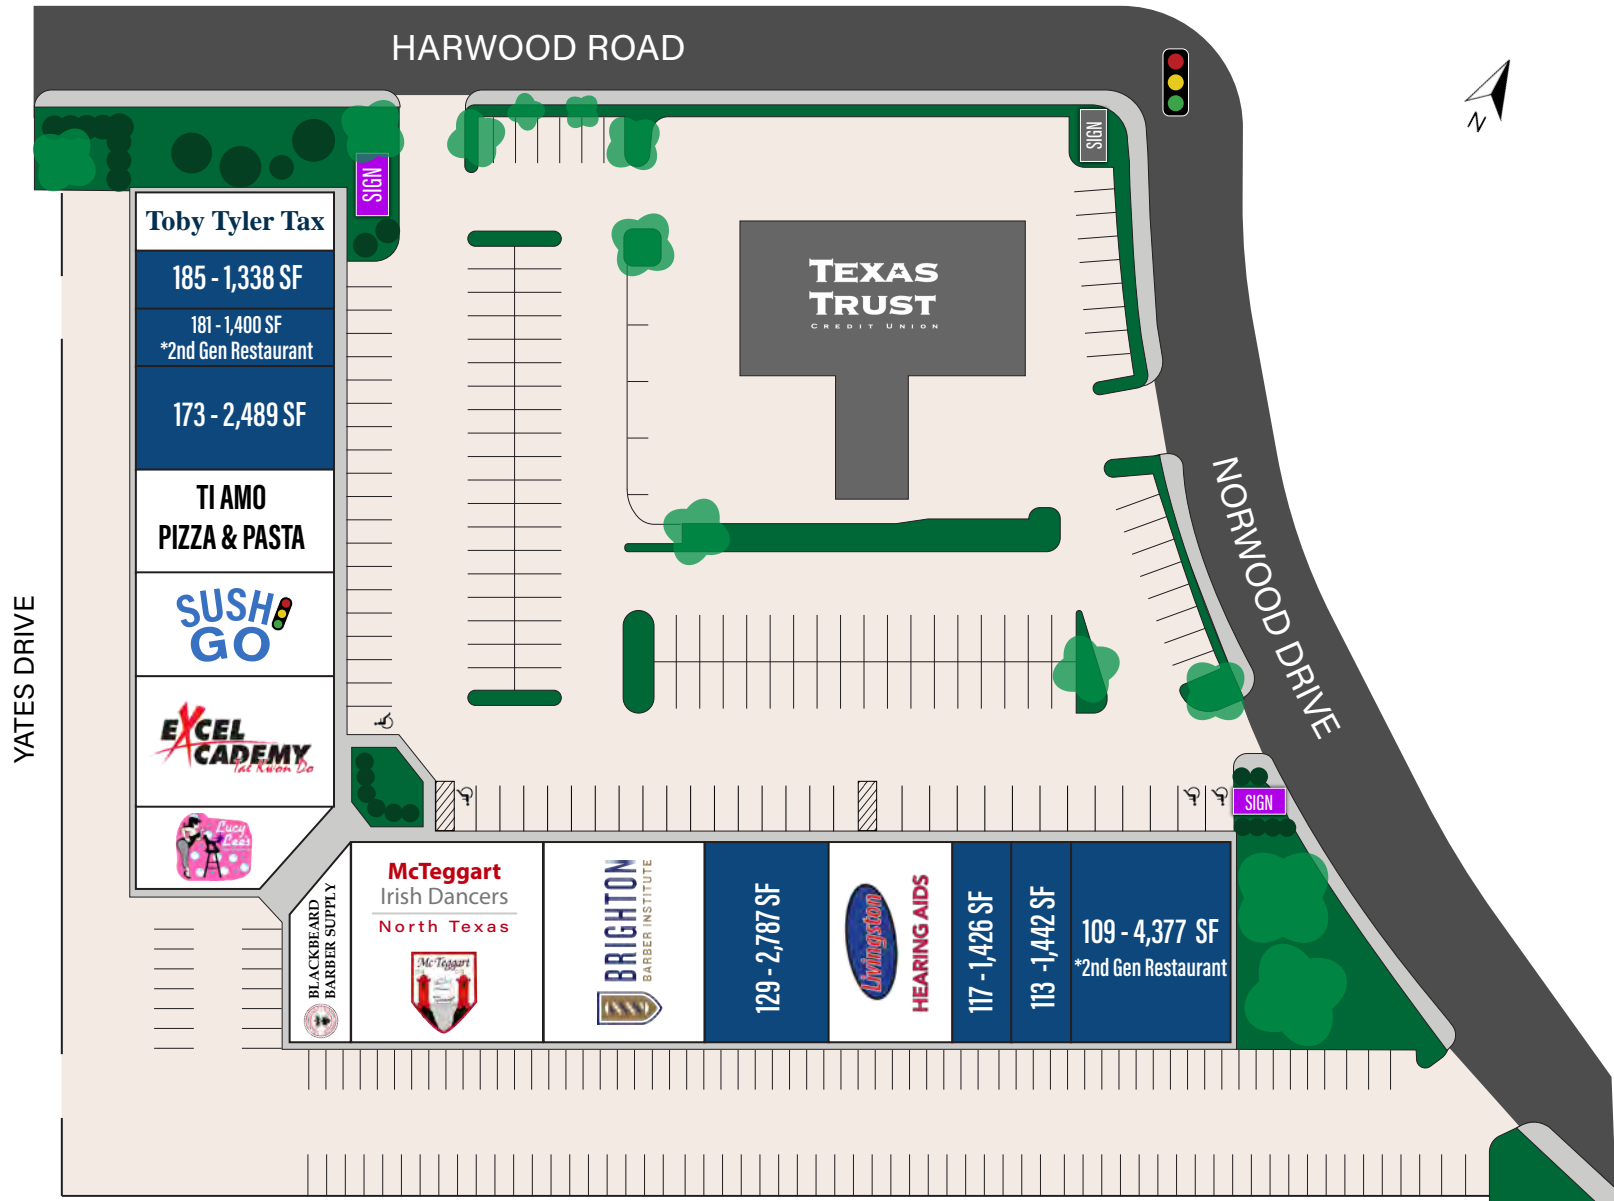 HARWOOD ROAD
SIGN
SIGN
N
Toby Tyler Tax
185 - 1,338 SF
181 - 1,400 SF
*2nd Gen Restaurant
173 - 2,489 SF
TI AMO
PIZZA & PASTA
SUSH
GO
EXCEL
ACADEMY
Tae Kwon Do
Lucy
Lee's
TEXAS
TRUST
CREDIT UNION
YATES DRIVE
NORWOOD DRIVE
SIGN
BLACKBEARD
BARBER SUPPLY
McTeggart
Irish Dancers
North Texas
McTeggart
BRIGHTON
BARBER INSTITUTE
129 - 2,787 SF
Livingston
HEARING AIDS
117 - 1,426 SF
113 -1,442 SF
109 - 4,377 SF
*2nd Gen Restaurant